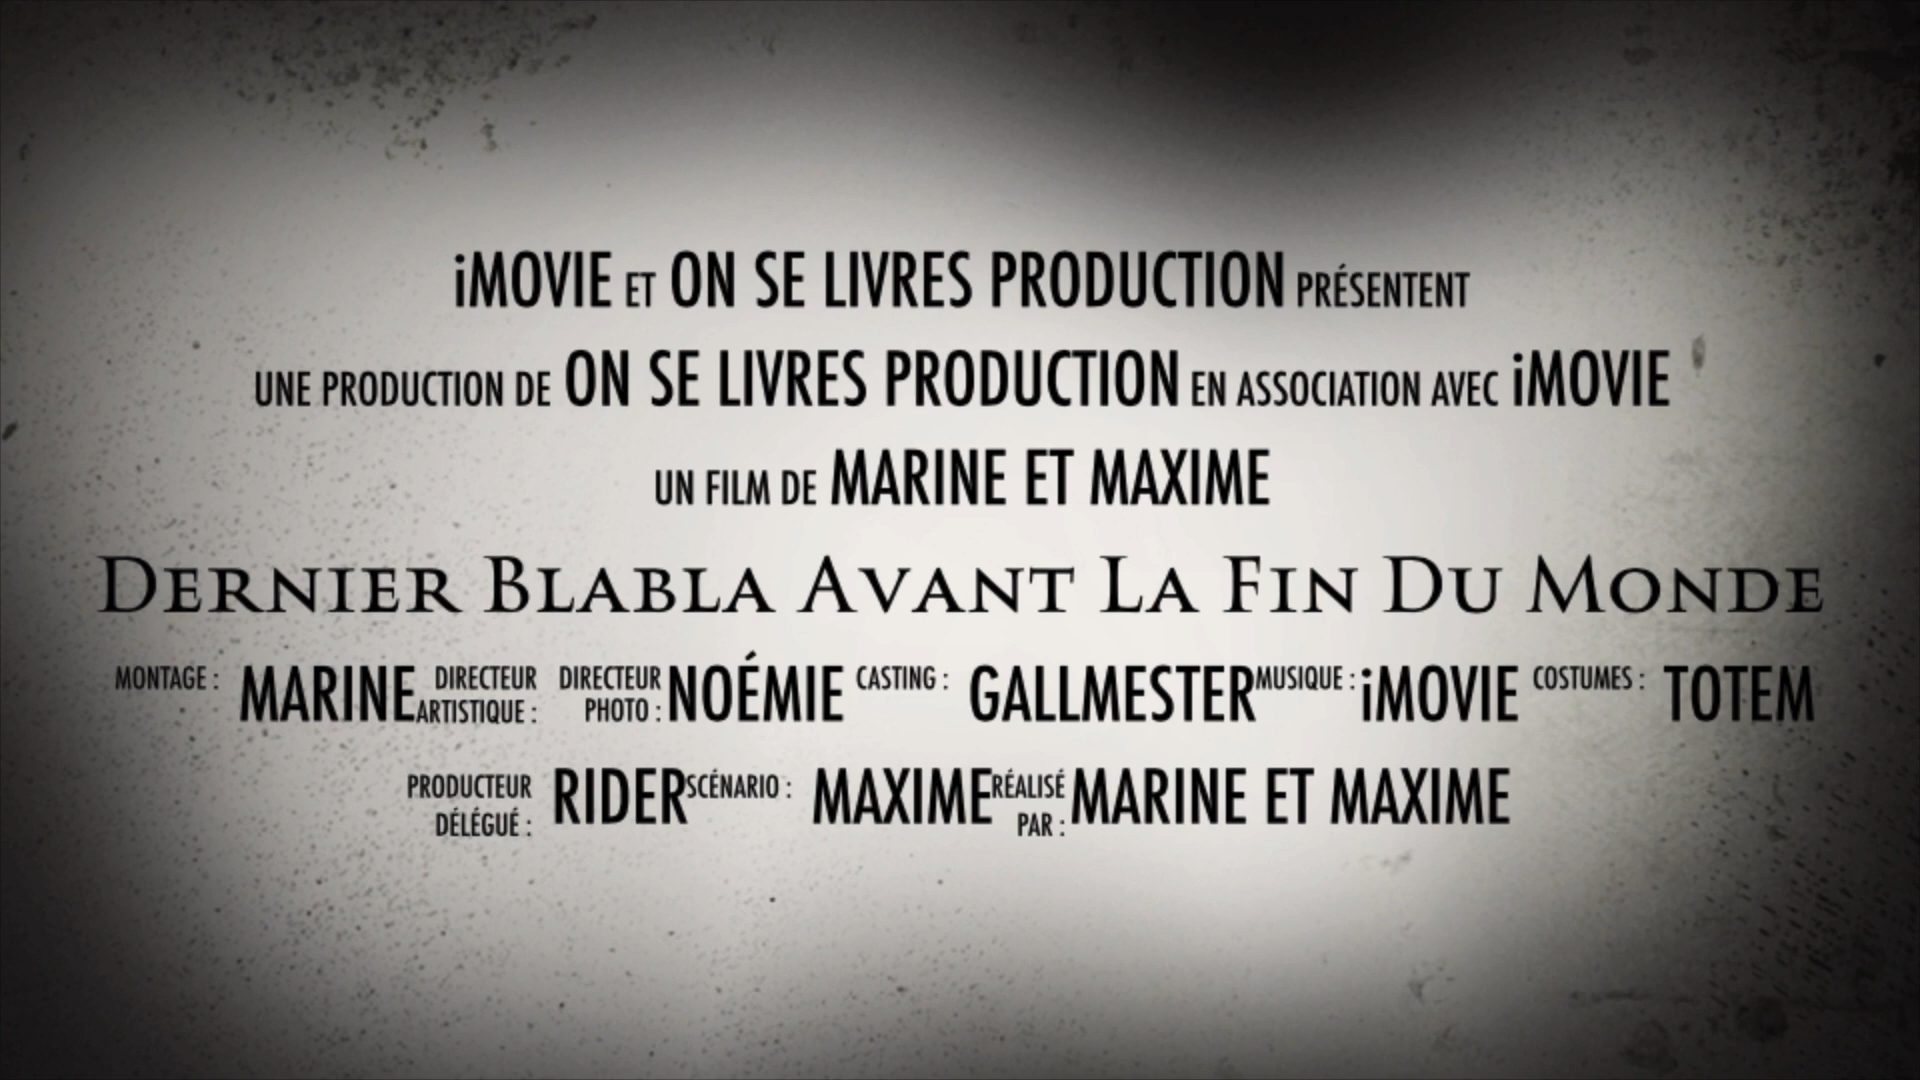 iMOVIE ET ON SE LIVRES PRODUCTION PRÉSENTENT
UNE PRODUCTION DE ON SE LIVRES PRODUCTION EN ASSOCIATION AVEC iMOVIE
UN FILM DE MARINE ET MAXIME
DERNIER BLABLA AVANT LA FIN DU MONDE
MONTAGE : MARINE DIRECTEUR ARTISTIQUE : DIRECTEUR PHOTO : NOÉMIE CASTING : GALLMESTER MUSIQUE : iMOVIE COSTUMES : TOTEM
PRODUCTEUR DÉLÉGUÉ : RIDER SCÉNARIO : MAXIME RÉALISÉ PAR : MARINE ET MAXIME